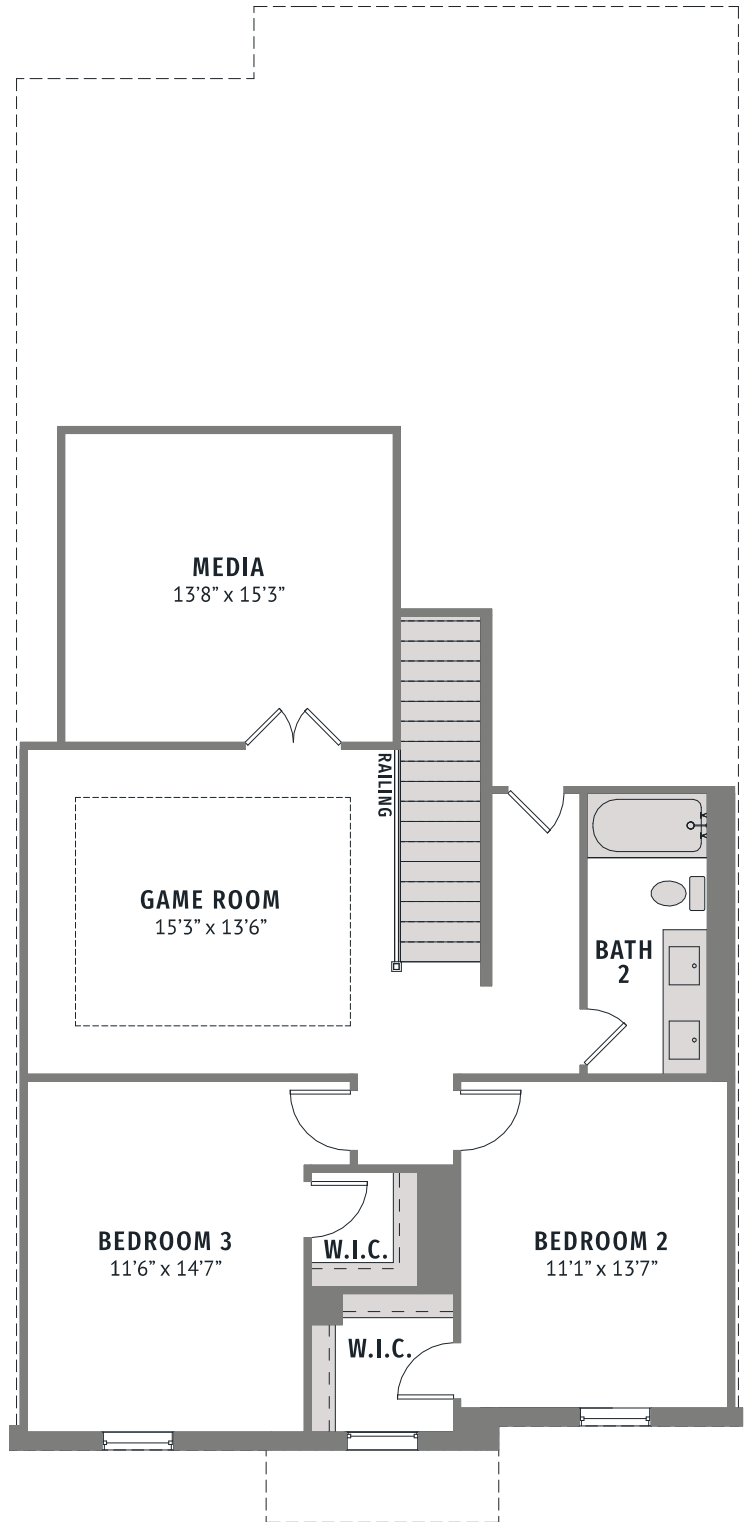 MEDIA
13’8” x 15’3”
RAILING
GAME ROOM
15’3” x 13’6”
BATH
2
BEDROOM 3
11’6” x 14’7”
W.I.C.
BEDROOM 2
11’1” x 13’7”
W.I.C.